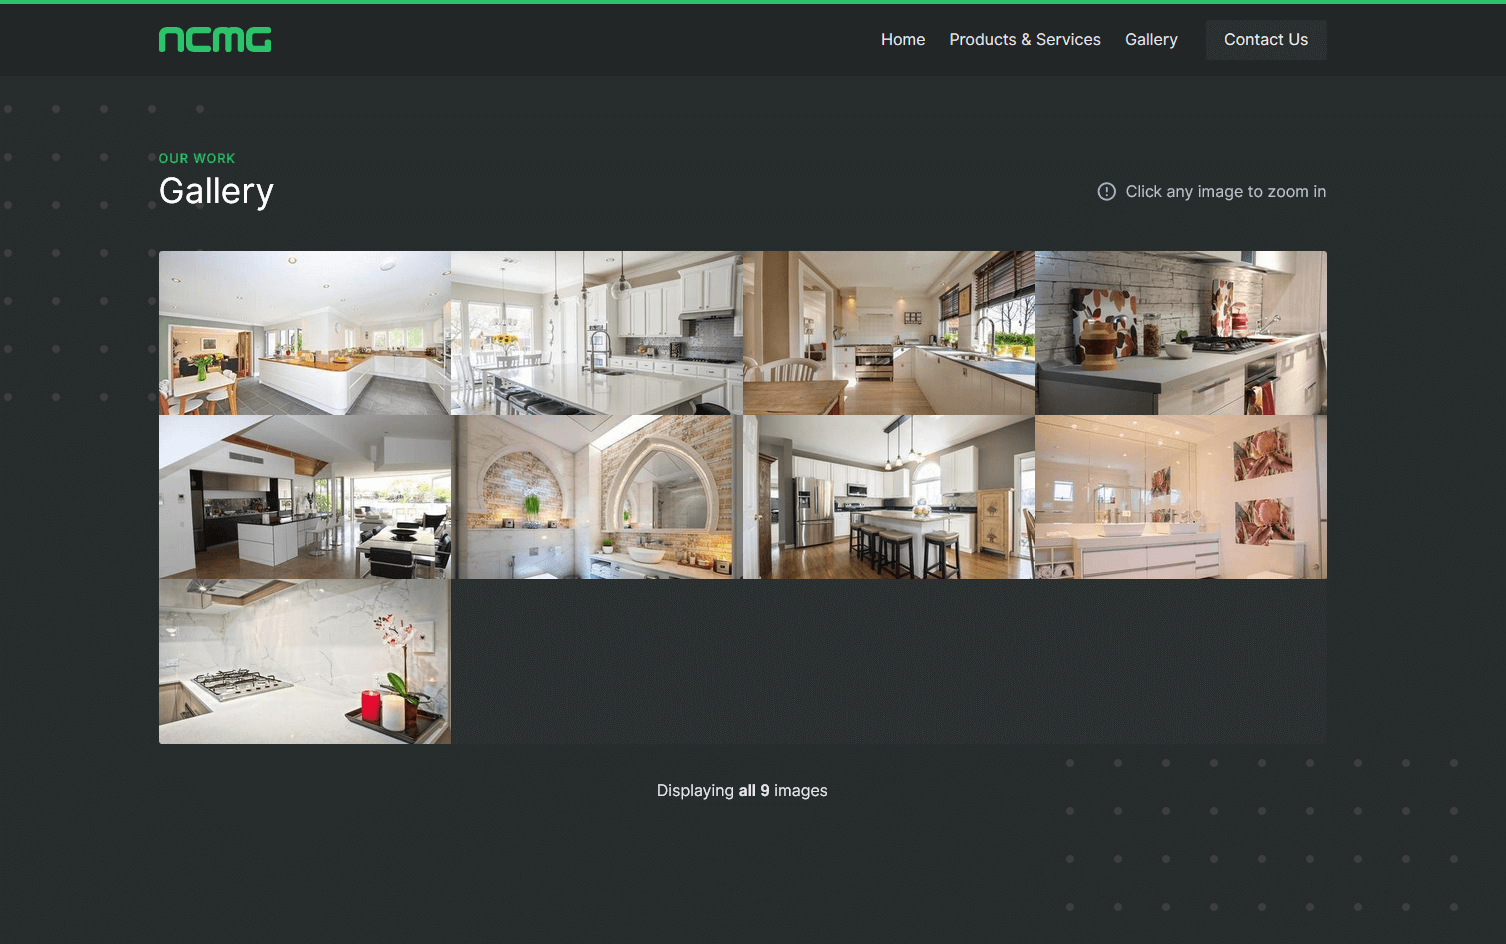 ncmg
Home Products & Services Gallery Contact Us
OUR WORK
Gallery
Click any image to zoom in
Displaying all 9 images